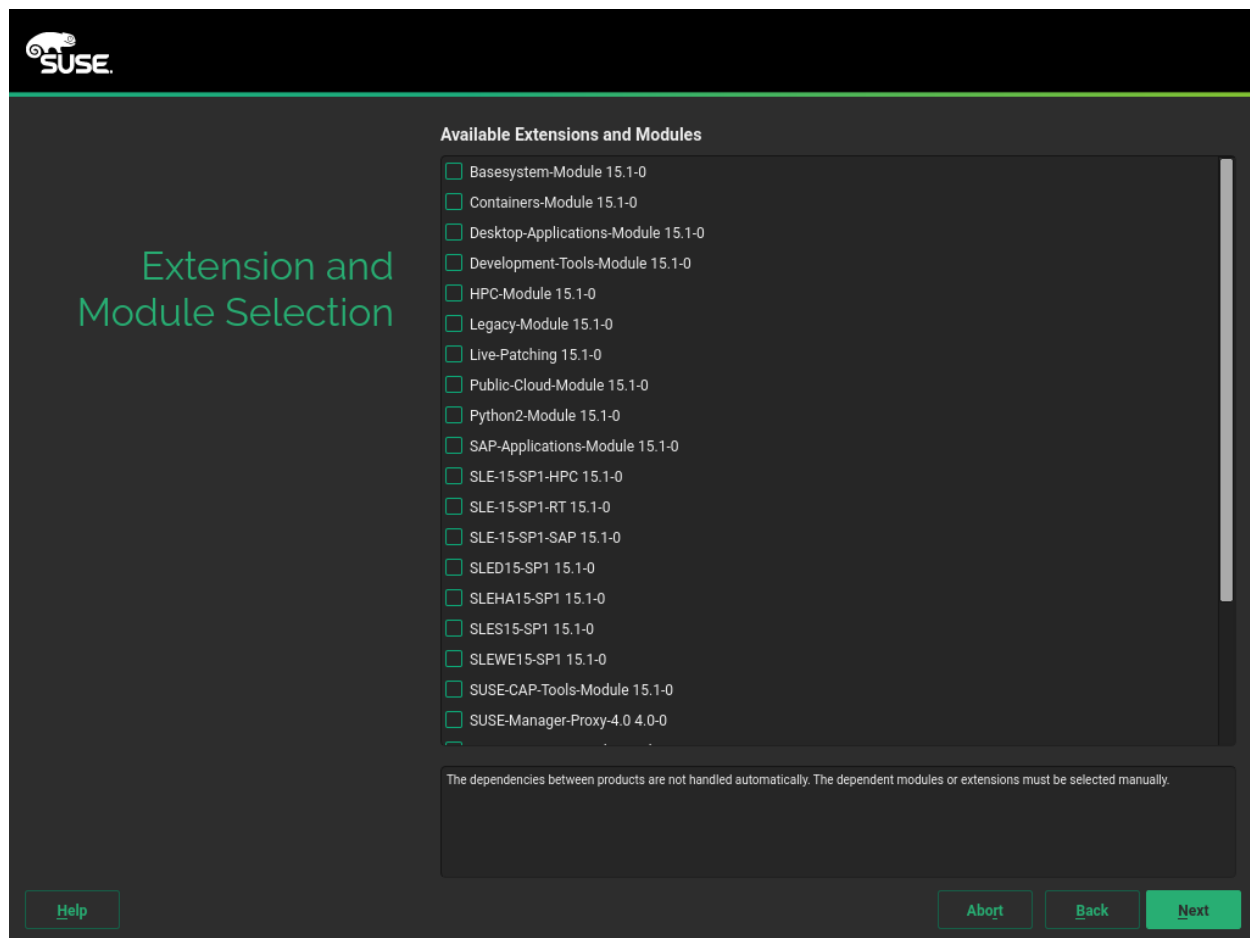 SUSE.
Extension and
Module Selection
Available Extensions and Modules
Basesystem-Module 15.1-0
Containers-Module 15.1-0
Desktop-Applications-Module 15.1-0
Development-Tools-Module 15.1-0
HPC-Module 15.1-0
Legacy-Module 15.1-0
Live-Patching 15.1-0
Public-Cloud-Module 15.1-0
Python2-Module 15.1-0
SAP-Applications-Module 15.1-0
SLE-15-SP1-HPC 15.1-0
SLE-15-SP1-RT 15.1-0
SLE-15-SP1-SAP 15.1-0
SLED15-SP1 15.1-0
SLEHA15-SP1 15.1-0
SLES15-SP1 15.1-0
SLEWE15-SP1 15.1-0
SUSE-CAP-Tools-Module 15.1-0
SUSE-Manager-Proxy-4.0 4.0-0
The dependencies between products are not handled automatically. The dependent modules or extensions must be selected manually.
Help
Abort
Back
Next